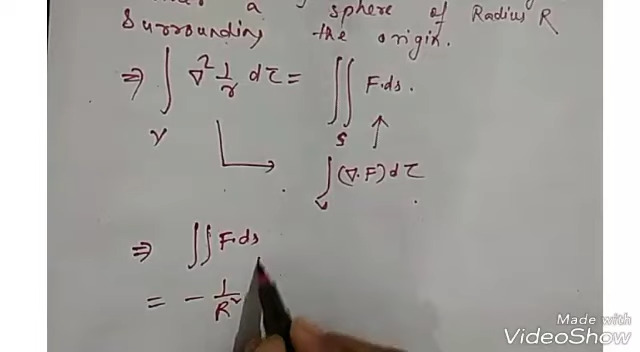 a sphere of Radius R
surrounding the origin.
⇒ ∫ ∇² 1/r dτ = ∬ F.ds.
V S
∫ (∇.F) dτ
V
⇒ ∬ F.ds
= - 1/R²
Made with
VideoShow